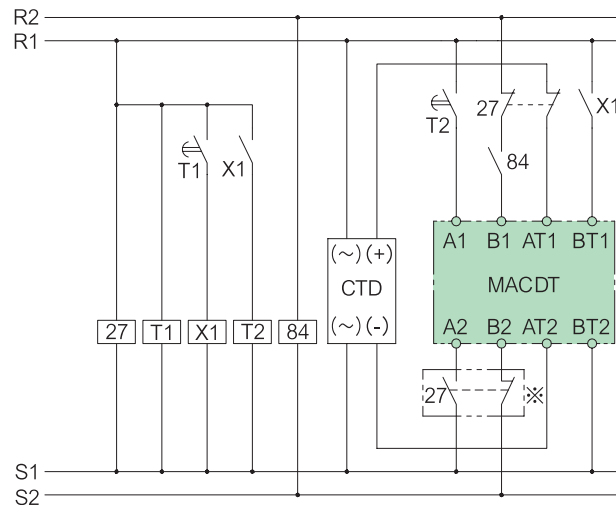 R2
R1
27
T2
X1
T1
X1
84
(~) (+)
CTD
(~) (-)
A1 B1 AT1 BT1
MACDT
A2 B2 AT2 BT2
27 T1 X1 T2 84
27 ※
S1
S2